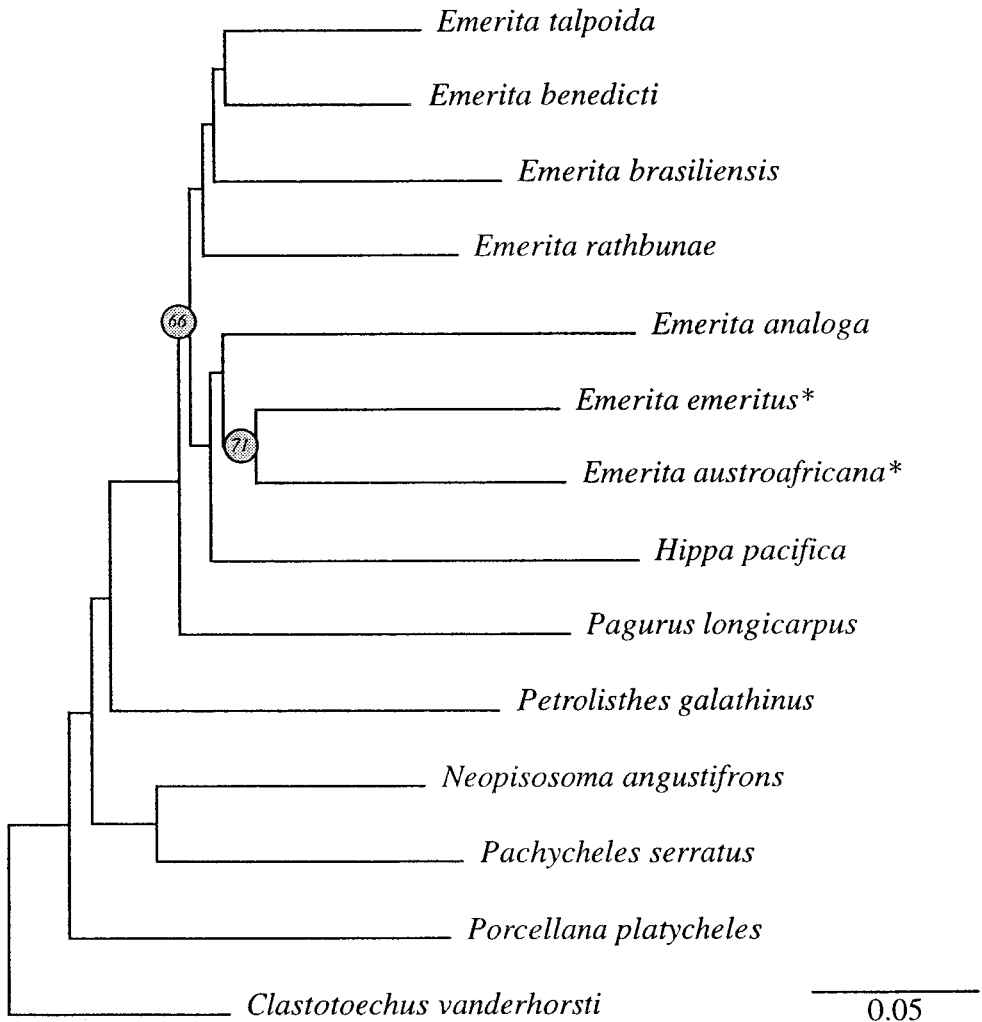 Emerita talpoida
Emerita benedicti
Emerita brasiliensis
Emerita rathbunae
66
Emerita analoga
Emerita emeritus*
71
Emerita austroafricana*
Hippa pacifica
Pagurus longicarpus
Petrolisthes galathinus
Neopisosoma angustifrons
Pachycheles serratus
Porcellana platycheles
Clastotoechus vanderhorsti
0.05